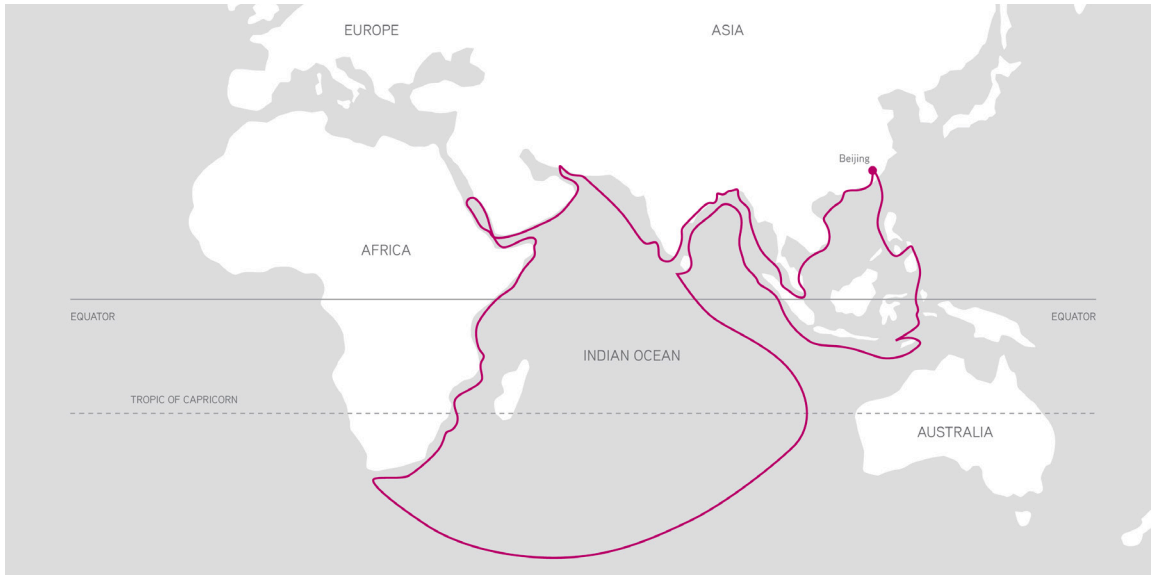 EUROPE
ASIA
Beijing
AFRICA
EQUATOR
EQUATOR
INDIAN OCEAN
TROPIC OF CAPRICORN
AUSTRALIA